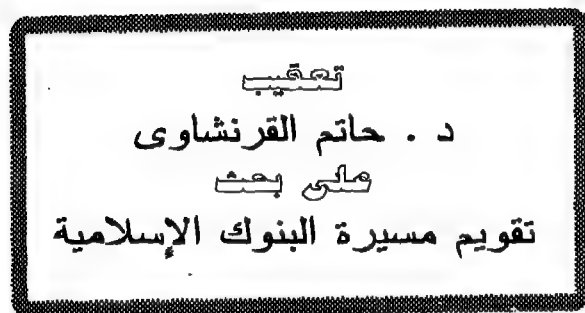 تعقيب
د . حاتم القرنشاوى
على بحث
تقويم مسيرة البنوك الإسلامية